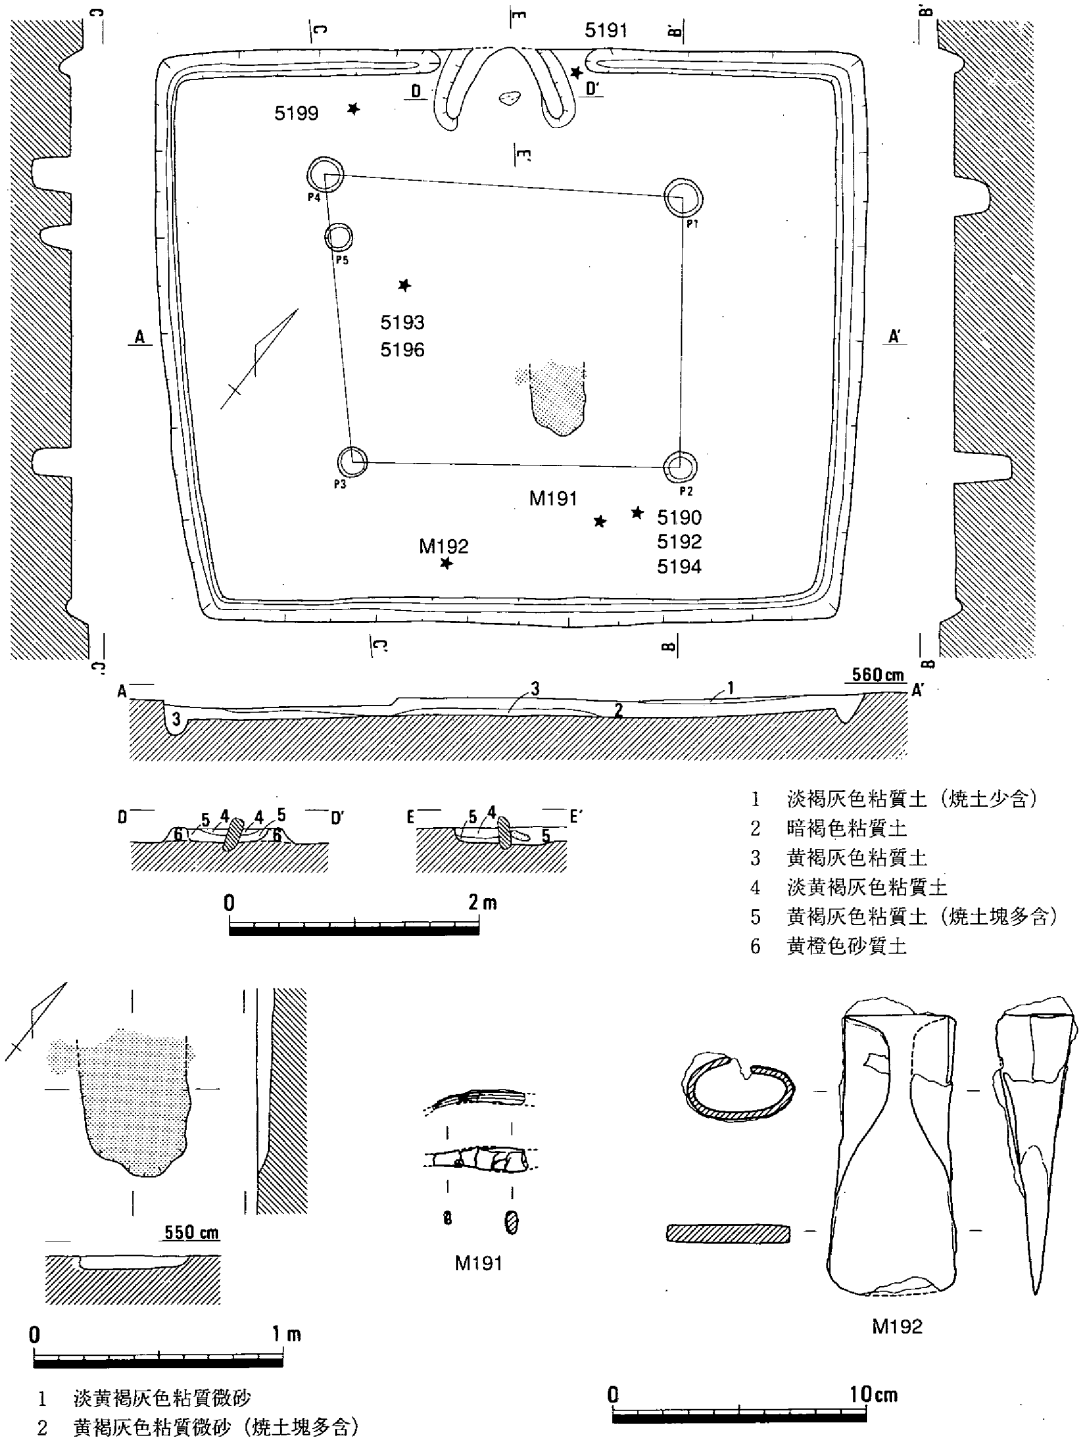 C
C
E
5191
B'
B'
D
D'
5199
E'
P4
P1
P5
5193
5196
A
A'
P3
P2
M191
5190
5192
5194
M192
C'
C'
B
B
A
3
1
560cm
A'
3
2
D
5 4 4 5
6 6
D'
E
5 4
5
E'
0 2m
1 淡褐灰色粘質土（焼土少含）
2 暗褐色粘質土
3 黄褐灰色粘質土
4 淡黄褐灰色粘質土
5 黄褐灰色粘質土（焼土塊多含）
6 黄橙色砂質土
550cm
0 1m
1 淡黄褐灰色粘質微砂
2 黄褐灰色粘質微砂（焼土塊多含）
M191
M192
0 10cm